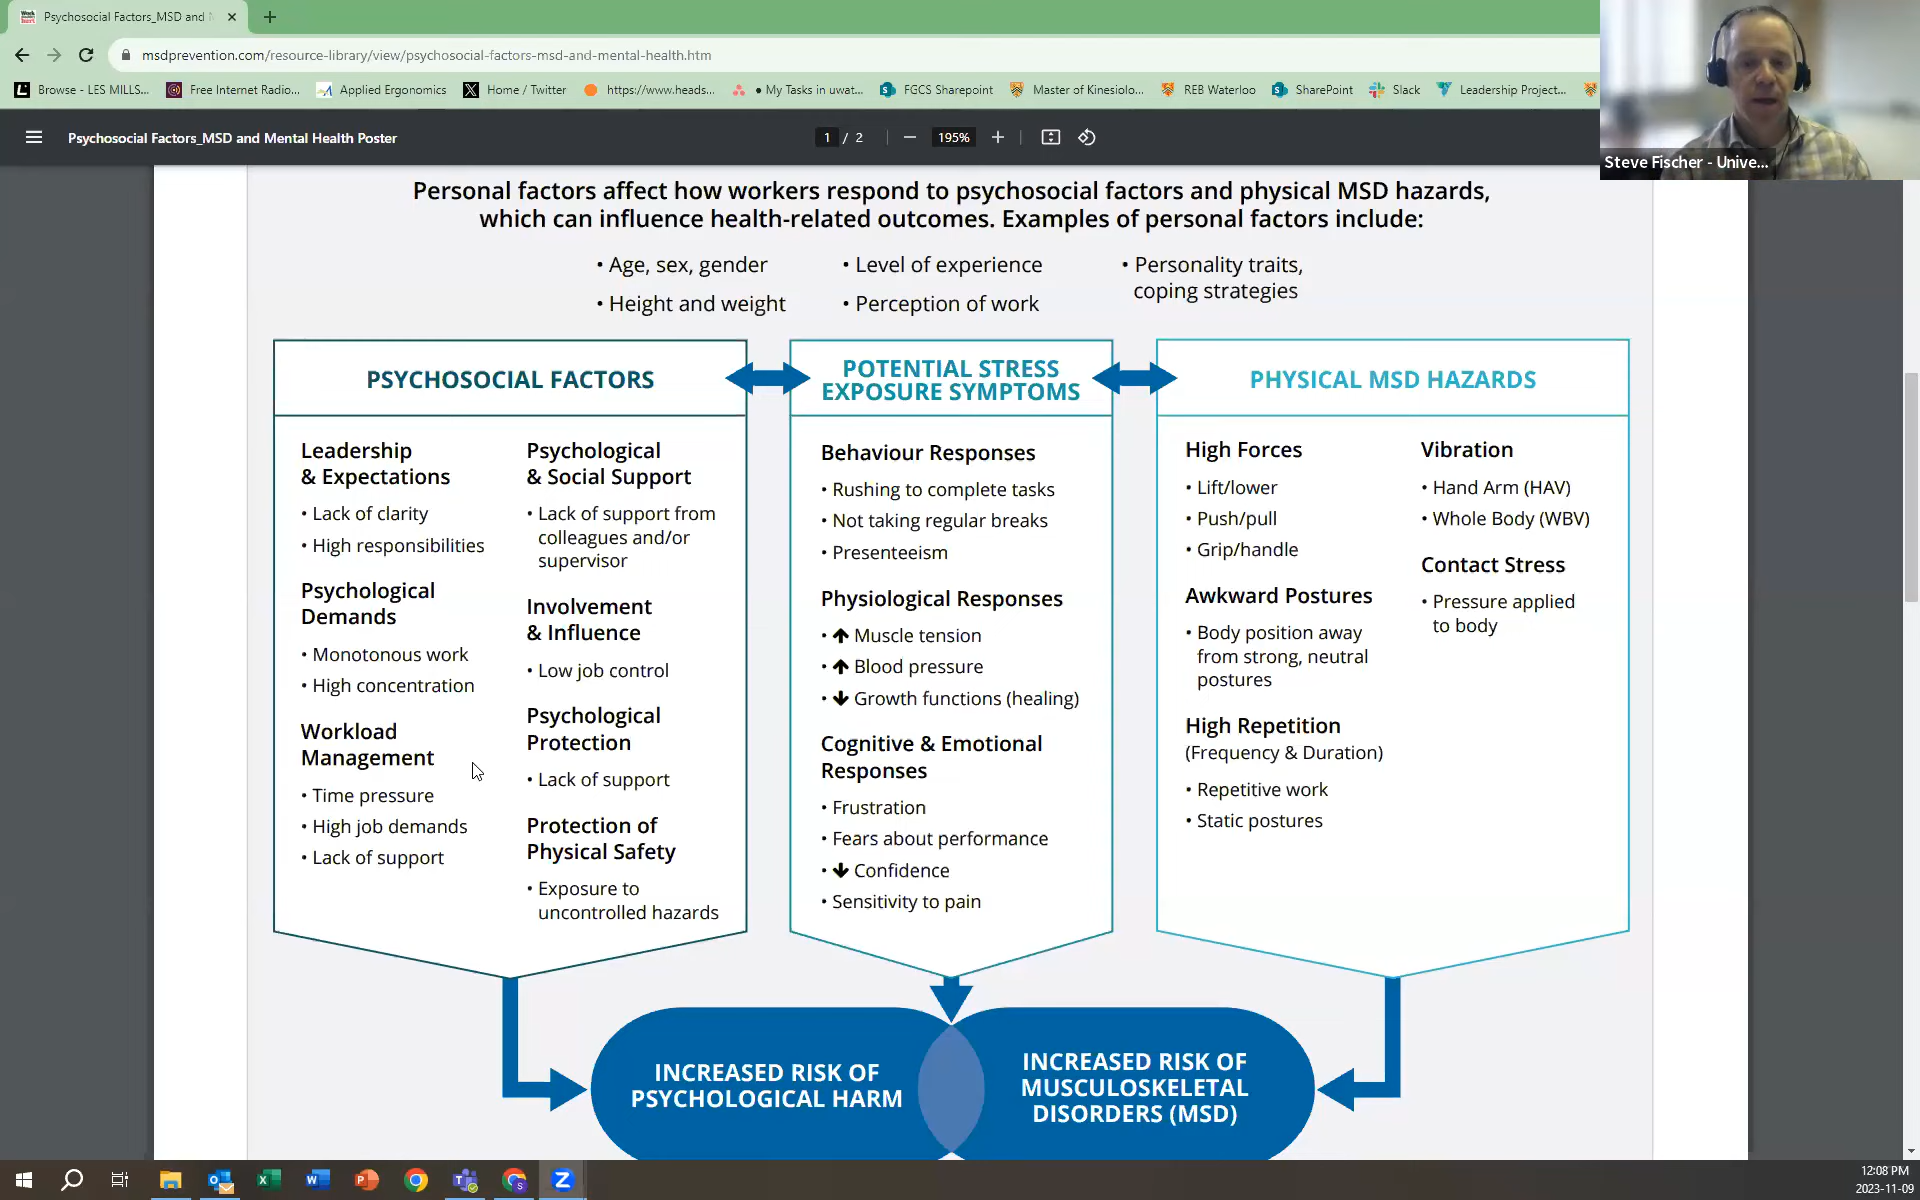 Psychosocial Factors_MSD and
msdprevention.com/resource-library/view/psychosocial-factors-msd-and-mental-health.htm
Browse - LES MILLS... Free Internet Radio... Applied Ergonomics Home / Twitter https://www.heads... • My Tasks in uwat... FGCS Sharepoint Master of Kinesiolo... REB Waterloo SharePoint Slack Leadership Project...
Psychosocial Factors_MSD and Mental Health Poster 1 / 2 195%
Steve Fischer - Unive...
Personal factors affect how workers respond to psychosocial factors and physical MSD hazards,
which can influence health-related outcomes. Examples of personal factors include:
• Age, sex, gender
• Height and weight
• Level of experience
• Perception of work
• Personality traits,
coping strategies
PSYCHOSOCIAL FACTORS
Leadership
& Expectations
• Lack of clarity
• High responsibilities
Psychological
Demands
• Monotonous work
• High concentration
Workload
Management
• Time pressure
• High job demands
• Lack of support
Psychological
& Social Support
• Lack of support from
colleagues and/or
supervisor
Involvement
& Influence
• Low job control
Psychological
Protection
• Lack of support
Protection of
Physical Safety
• Exposure to
uncontrolled hazards
POTENTIAL STRESS
EXPOSURE SYMPTOMS
Behaviour Responses
• Rushing to complete tasks
• Not taking regular breaks
• Presenteeism
Physiological Responses
• ↑ Muscle tension
• ↑ Blood pressure
• ↓ Growth functions (healing)
Cognitive & Emotional
Responses
• Frustration
• Fears about performance
• ↓ Confidence
• Sensitivity to pain
PHYSICAL MSD HAZARDS
High Forces
• Lift/lower
• Push/pull
• Grip/handle
Awkward Postures
• Body position away
from strong, neutral
postures
High Repetition
(Frequency & Duration)
• Repetitive work
• Static postures
Vibration
• Hand Arm (HAV)
• Whole Body (WBV)
Contact Stress
• Pressure applied
to body
INCREASED RISK OF
PSYCHOLOGICAL HARM
INCREASED RISK OF
MUSCULOSKELETAL
DISORDERS (MSD)
12:08 PM
2023-11-09